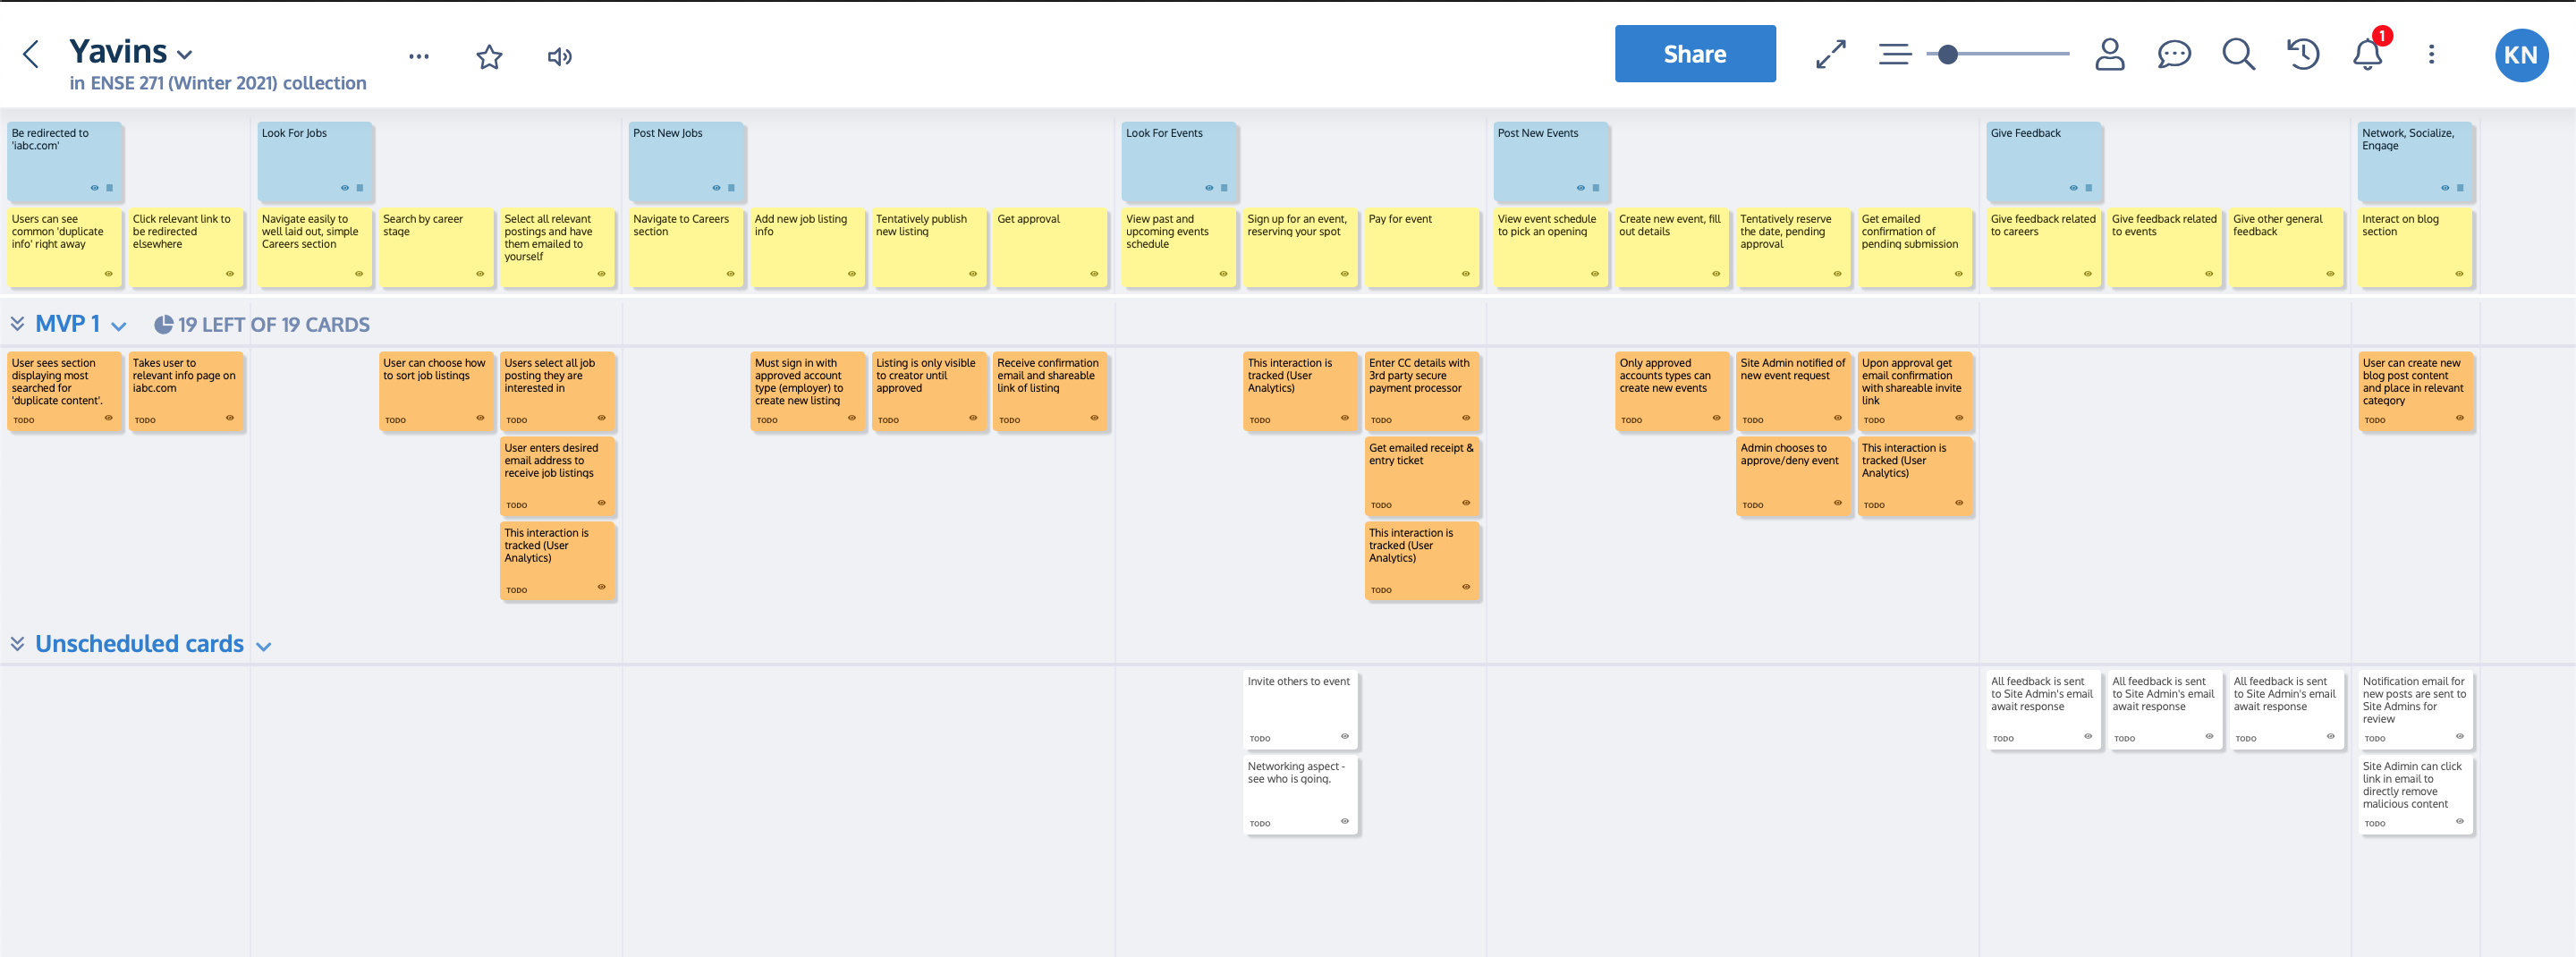 Yavins
in ENSE 271 (Winter 2021) collection
Share
1
KN
Be redirected to
'iabc.com'
Look For Jobs
Post New Jobs
Look For Events
Post New Events
Give Feedback
Network, Socialize,
Engage
Users can see
common 'duplicate
info' right away
Click relevant link to
be redirected
elsewhere
Navigate easily to
well laid out, simple
Careers section
Search by career
stage
Select all relevant
postings and have
them emailed to
yourself
Navigate to Careers
section
Add new job listing
info
Tentatively publish
new listing
Get approval
View past and
upcoming events
schedule
Sign up for an event,
reserving your spot
Pay for event
View event schedule
to pick an opening
Create new event, fill
out details
Tentatively reserve
the date, pending
approval
Get emailed
confirmation of
pending submission
Give feedback related
to careers
Give feedback related
to events
Give other general
feedback
Interact on blog
section
MVP 1
19 LEFT OF 19 CARDS
User sees section
displaying most
searched for
'duplicate content'.
TODO
Takes user to
relevant info page on
iabc.com
TODO
User can choose how
to sort job listings
TODO
Users select all job
posting they are
interested in
TODO
Must sign in with
approved account
type (employer) to
create new listing
TODO
Listing is only visible
to creator until
approved
TODO
Receive confirmation
email and shareable
link of listing
TODO
This interaction is
tracked (User
Analytics)
TODO
Enter CC details with
3rd party secure
payment processor
TODO
Only approved
accounts types can
create new events
TODO
Site Admin notified of
new event request
TODO
Upon approval get
email confirmation
with shareable invite
link
TODO
User can create new
blog post content
and place in relevant
category
TODO
User enters desired
email address to
receive job listings
TODO
Get emailed receipt &
entry ticket
TODO
Admin chooses to
approve/deny event
TODO
This interaction is
tracked (User
Analytics)
TODO
This interaction is
tracked (User
Analytics)
TODO
This interaction is
tracked (User
Analytics)
TODO
Unscheduled cards
Invite others to event
TODO
All feedback is sent
to Site Admin's email
await response
TODO
All feedback is sent
to Site Admin's email
await response
TODO
All feedback is sent
to Site Admin's email
await response
TODO
Notification email for
new posts are sent to
Site Admins for
review
TODO
Networking aspect -
see who is going.
TODO
Site Adimin can click
link in email to
directly remove
malicious content
TODO